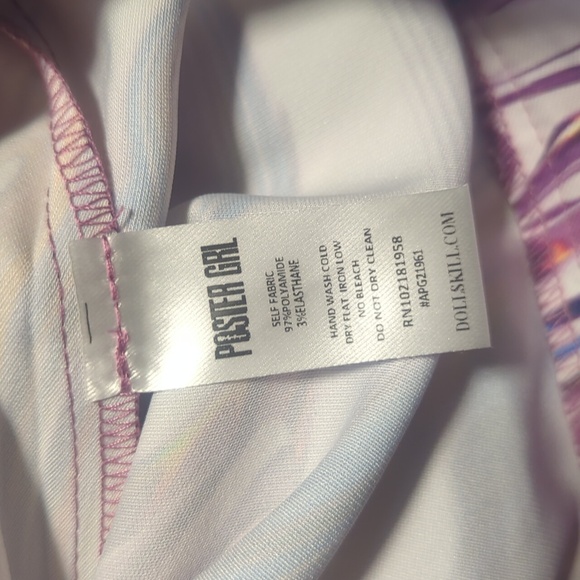 POSTER GRL
SELF FABRIC
97%POLYAMIDE
3%ELASTHANE
HAND WASH COLD
DRY FLAT IRON LOW
NO BLEACH
DO NOT DRY CLEAN
RN102181958
#APG21961
DOLLSKILL.COM